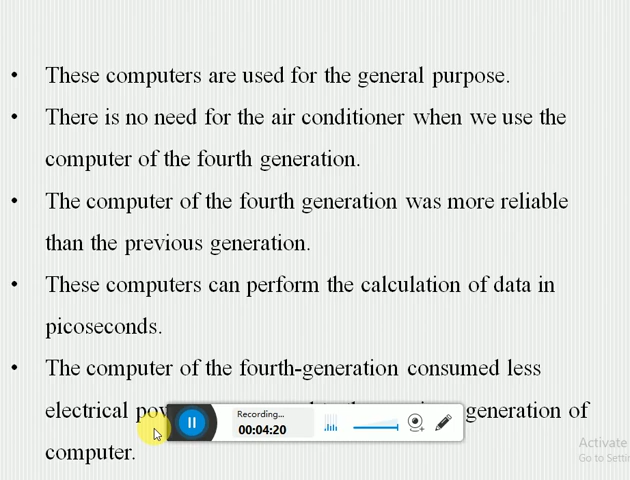 • These computers are used for the general purpose.
• There is no need for the air conditioner when we use the
computer of the fourth generation.
• The computer of the fourth generation was more reliable
than the previous generation.
• These computers can perform the calculation of data in
picoseconds.
• The computer of the fourth-generation consumed less
electrical generation of
Recording...
00:04:20
computer.
Activate
Go to